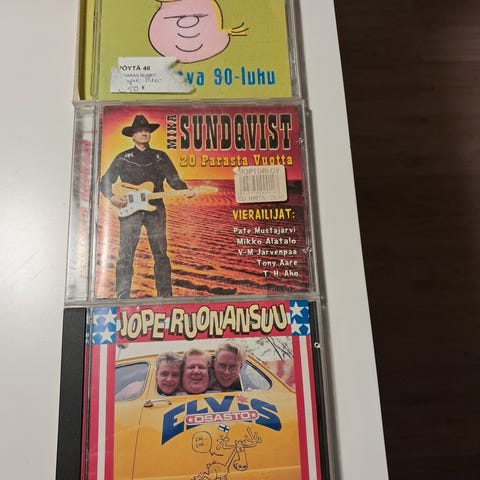 PÖYTÄ 46
va 90-luku
MIKA
SUNDQVIST
20 Parasta Vuotta
VIERAILIJAT:
Pate Mustajärvi
Mikko Alatalo
V-M Järvenpää
Tony Aare
T. H. Aho
JOPE RUONANSUU
ELVIS
OSASTO